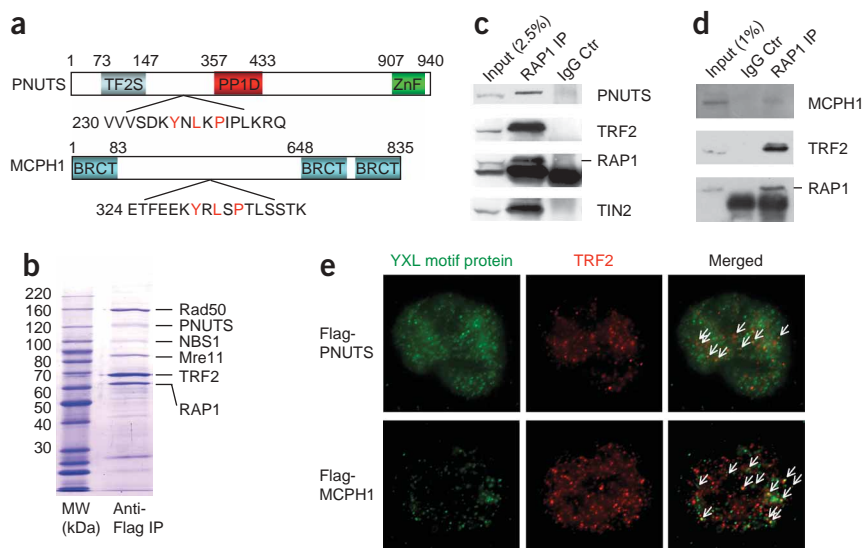 a
1 73 147 357 433 907 940
PNUTS TF2S PP1D ZnF
230 VVVSDKYNLKPIPLKRQ
1 83 648 835
MCPH1 BRCT BRCT BRCT
324 ETFEEKYRLSPTLSSTK
b
220
160
120
100
90
80
70
60
50
40
30
Rad50
PNUTS
NBS1
Mre11
TRF2
RAP1
MW (kDa)
Anti-Flag IP
c
Input (2.5%)
RAP1 IP
IgG Ctr
PNUTS
TRF2
RAP1
TIN2
d
Input (1%)
IgG Ctr
RAP1 IP
MCPH1
TRF2
RAP1
e
YXL motif protein TRF2 Merged
Flag-
PNUTS
Flag-
MCPH1